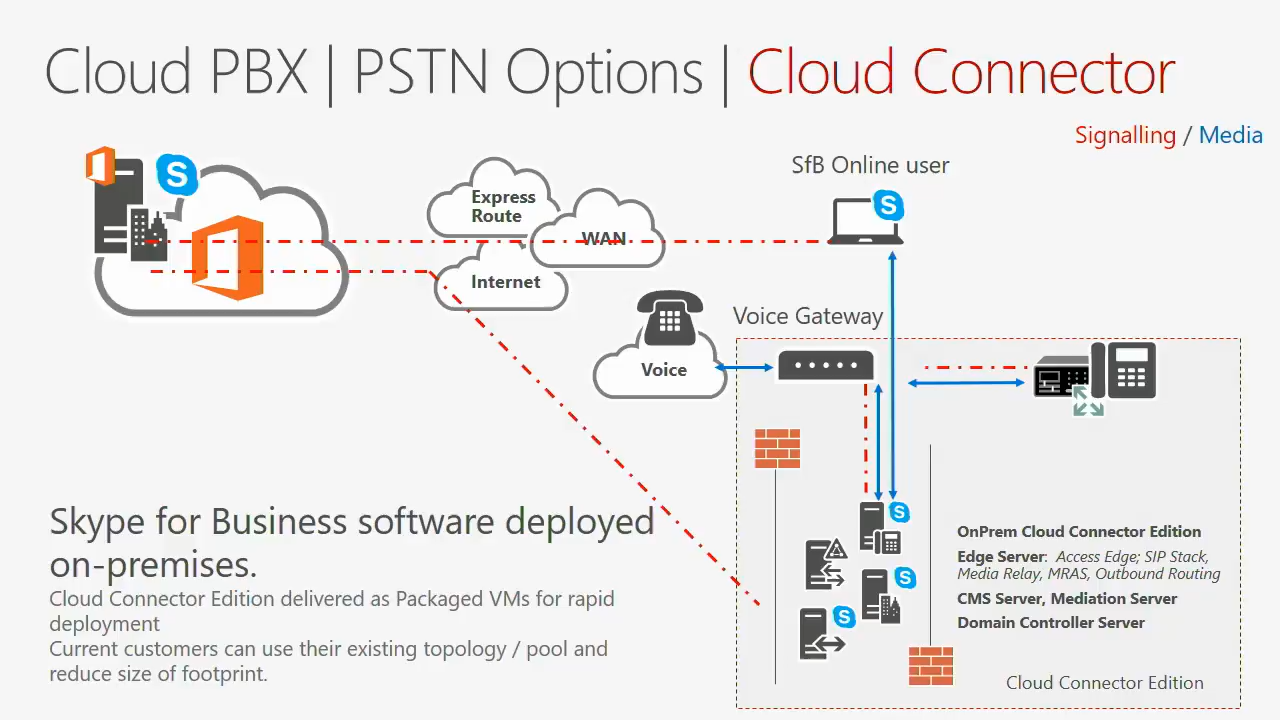 Cloud PBX | PSTN Options | Cloud Connector
Signalling / Media
SfB Online user
Express
Route
WAN
Internet
Voice Gateway
Voice
Skype for Business software deployed
on-premises.
Cloud Connector Edition delivered as Packaged VMs for rapid
deployment
Current customers can use their existing topology / pool and
reduce size of footprint.
OnPrem Cloud Connector Edition
Edge Server: Access Edge; SIP Stack,
Media Relay, MRAS, Outbound Routing
CMS Server, Mediation Server
Domain Controller Server
Cloud Connector Edition